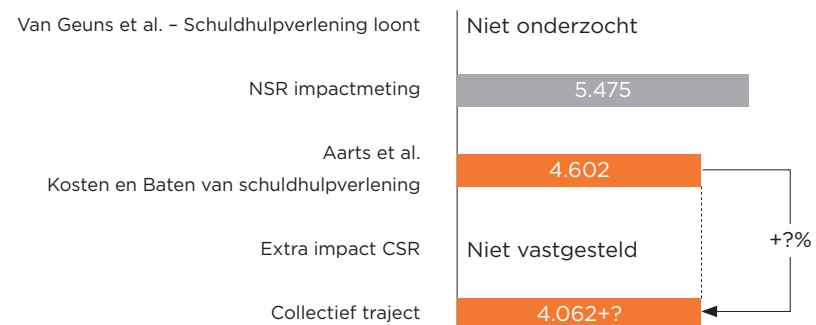 Van Geuns et al. – Schuldhulpverlening loont
Niet onderzocht
NSR impactmeting
5.475
Aarts et al.
Kosten en Baten van schuldhulpverlening
4.602
+?%
Extra impact CSR
Niet vastgesteld
Collectief traject
4.062+?